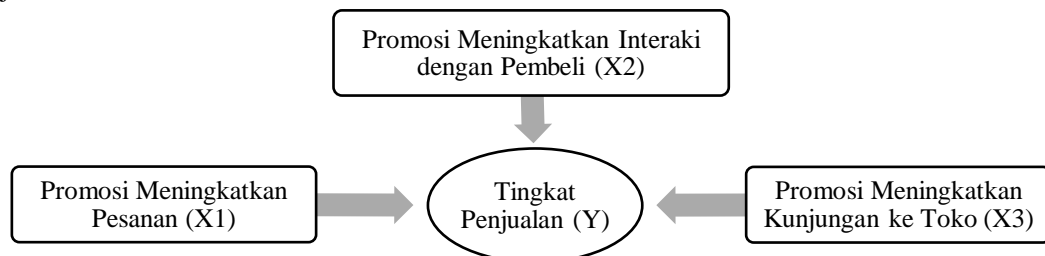 Promosi Meningkatkan Interaki
dengan Pembeli (X2)
Promosi Meningkatkan
Pesanan (X1)
Tingkat
Penjualan (Y)
Promosi Meningkatkan
Kunjungan ke Toko (X3)